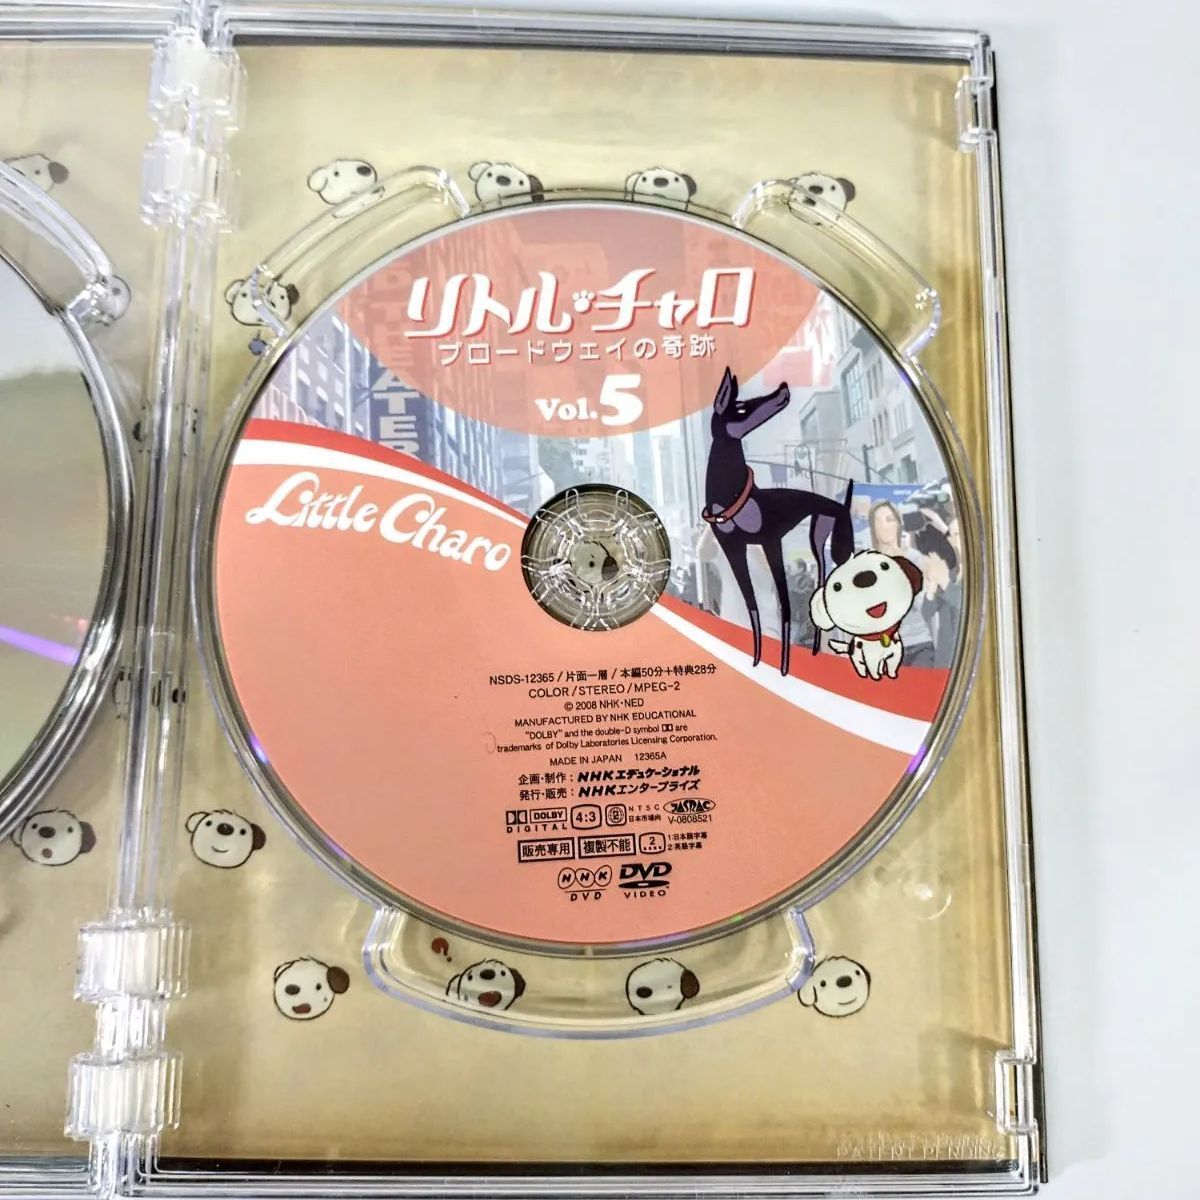 リトル・チャロ
ブロードウェイの奇跡
Vol.5
THEATER
Little Charo
NSDS-12365/片面一層/本編50分+特典28分
COLOR/STEREO/MPEG-2
© 2008 NHK・NED
MANUFACTURED BY NHK EDUCATIONAL
"DOLBY" and the double-D symbol are
trademarks of Dolby Laboratories Licensing Corporation.
MADE IN JAPAN 12365A
企画・制作：NHKエデュケーショナル
発行・販売：NHKエンタープライズ
DOLBY DIGITAL 4:3 2 NTSC 日本市場向 JASRAC V-0808521
販売専用 複製不能 2 1:日本語字幕 2:英語字幕
NHK DVD DVD VIDEO
PATENT PENDING